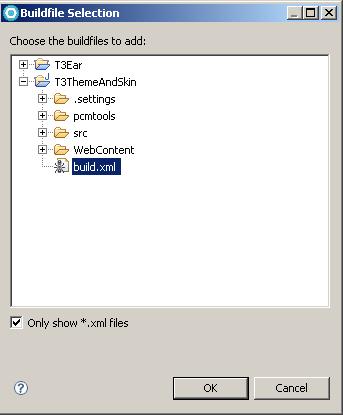 Buildfile Selection
Choose the buildfiles to add:
T3Ear
T3ThemeAndSkin
.settings
pcmtools
src
WebContent
build.xml
Only show *.xml files
OK
Cancel